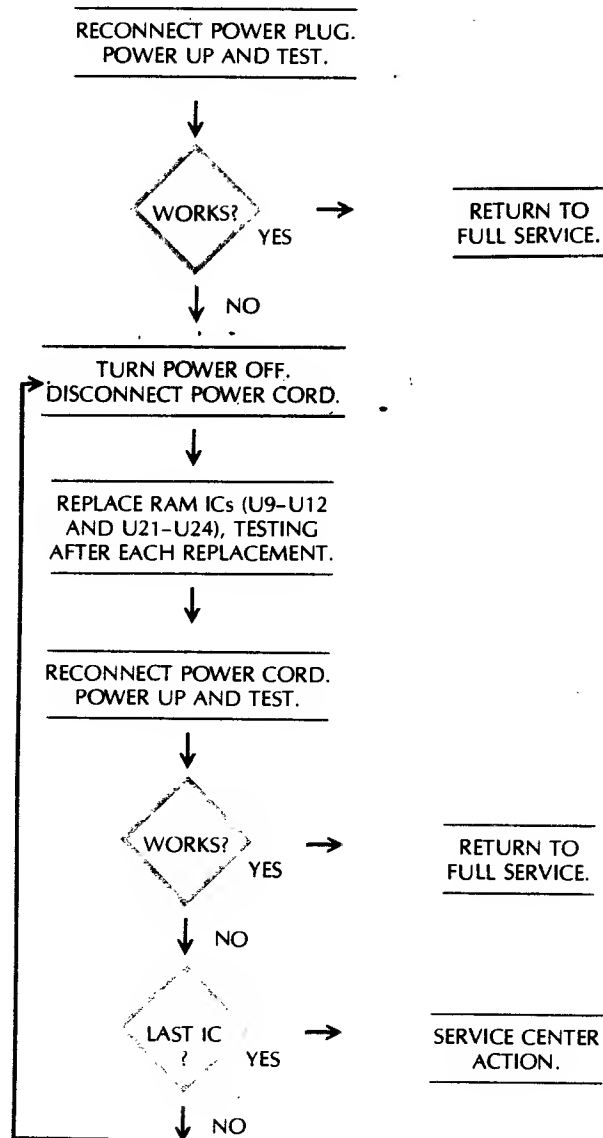 RECONNECT POWER PLUG.
POWER UP AND TEST.
WORKS?
YES
RETURN TO
FULL SERVICE.
NO
TURN POWER OFF.
DISCONNECT POWER CORD.
REPLACE RAM ICs (U9–U12
AND U21–U24), TESTING
AFTER EACH REPLACEMENT.
RECONNECT POWER CORD.
POWER UP AND TEST.
WORKS?
YES
RETURN TO
FULL SERVICE.
NO
LAST IC
?
YES
SERVICE CENTER
ACTION.
NO